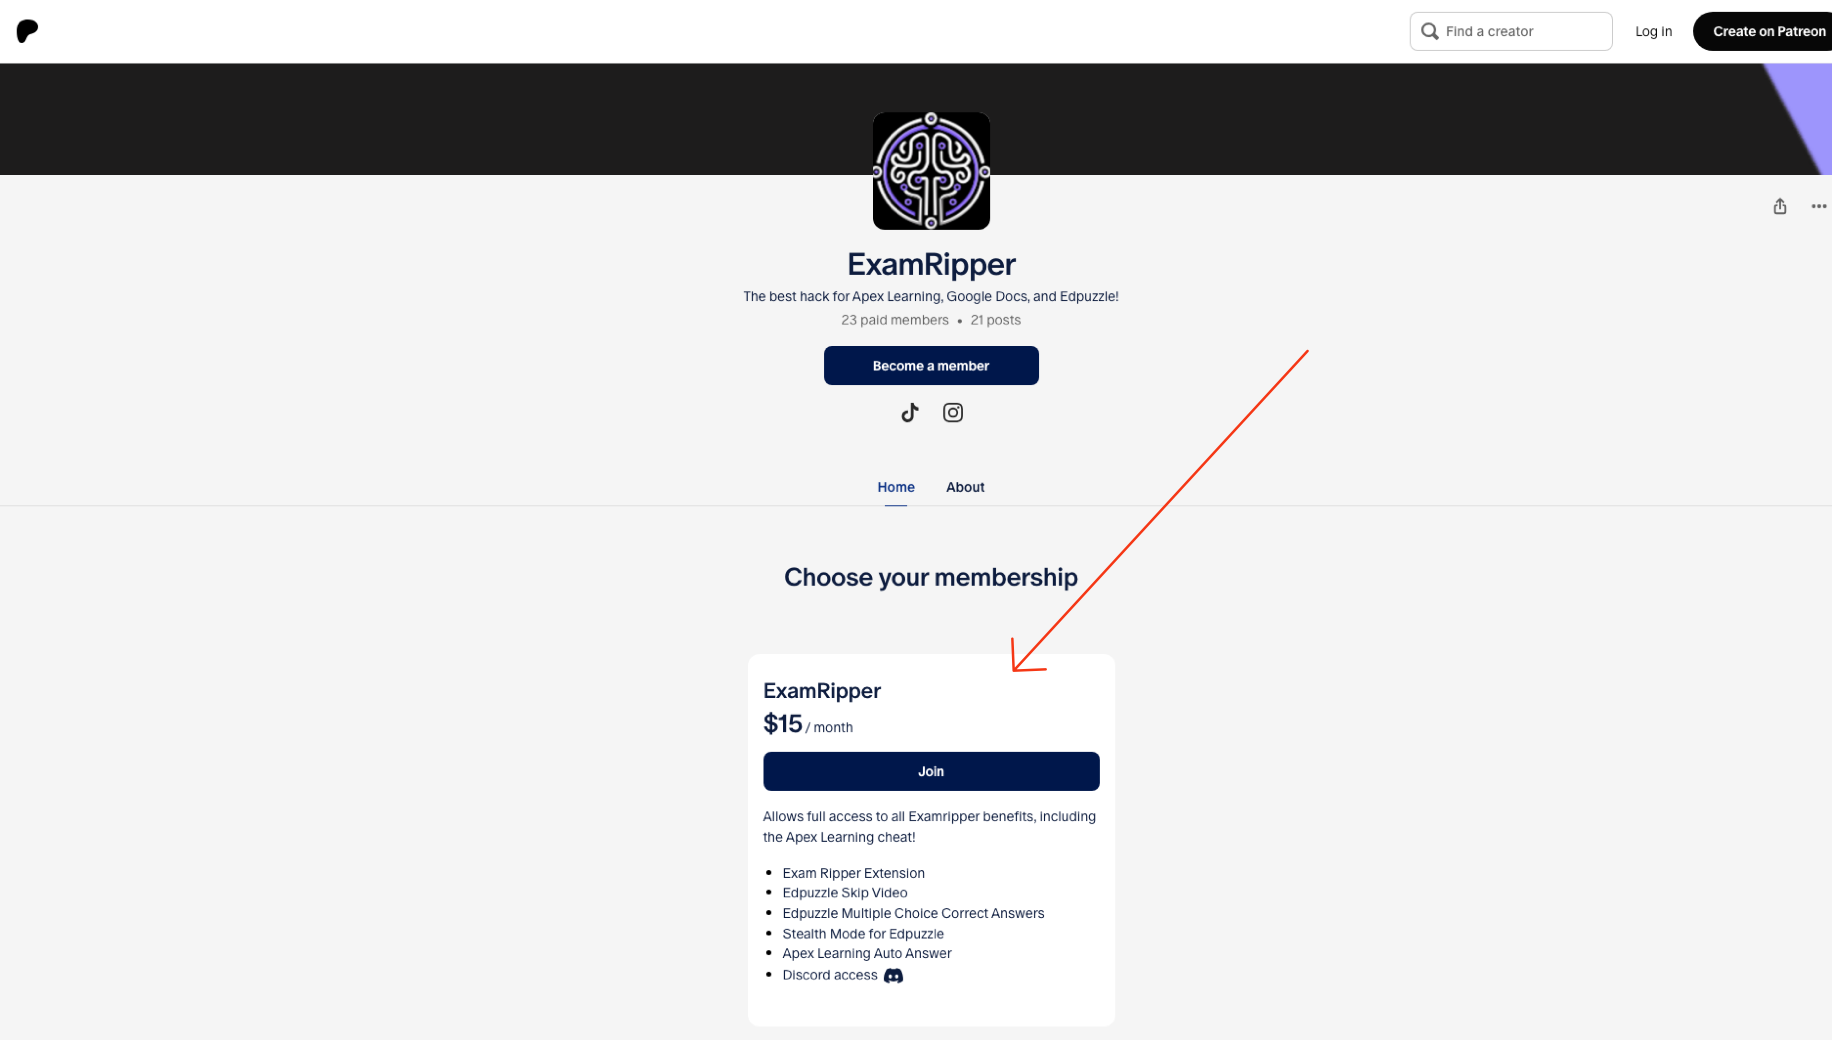 Find a creator
Log in
Create on Patreon
ExamRipper
The best hack for Apex Learning, Google Docs, and Edpuzzle!
23 paid members • 21 posts
Become a member
Home
About
Choose your membership
ExamRipper
$15 / month
Join
Allows full access to all Examripper benefits, including
the Apex Learning cheat!
• Exam Ripper Extension
• Edpuzzle Skip Video
• Edpuzzle Multiple Choice Correct Answers
• Stealth Mode for Edpuzzle
• Apex Learning Auto Answer
• Discord access